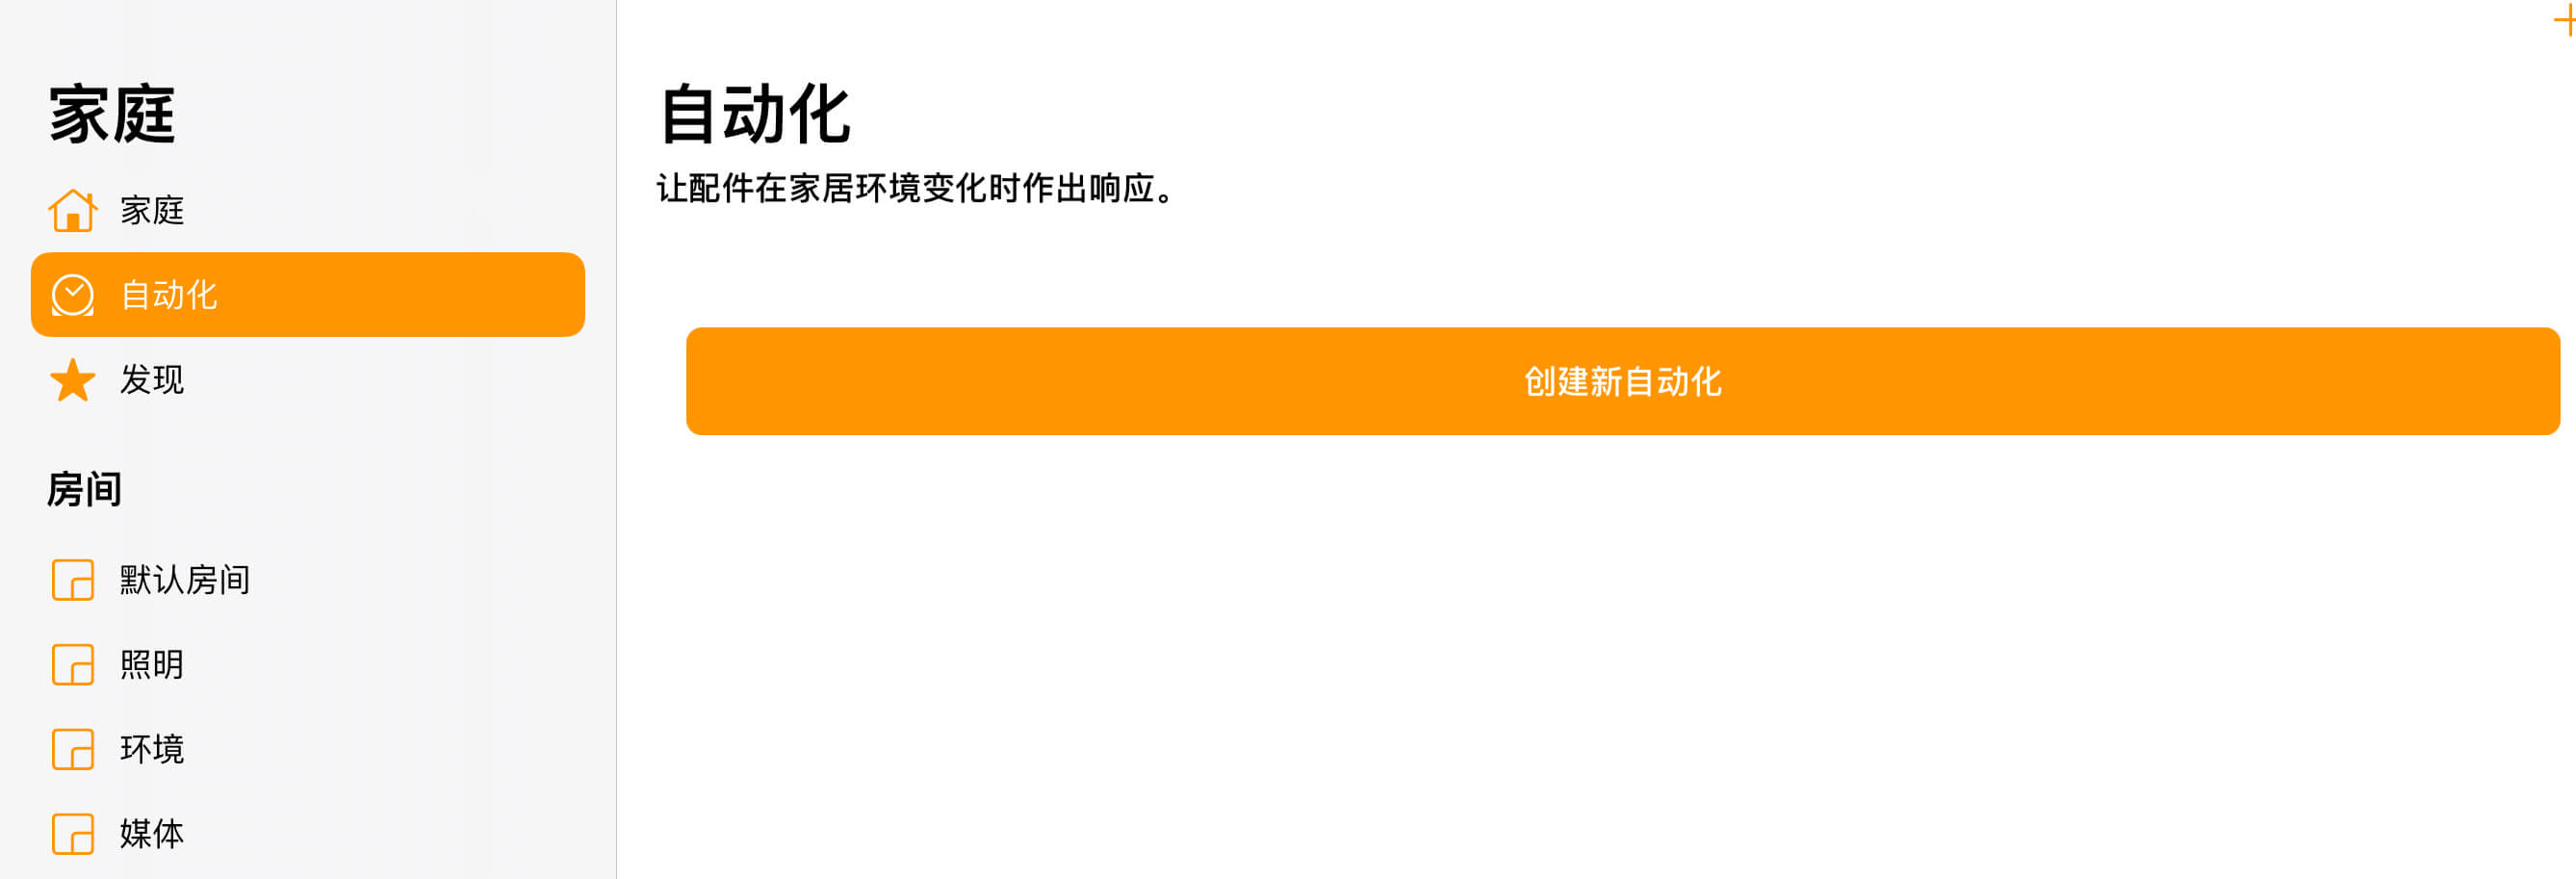 家庭
家庭
自动化
发现
房间
默认房间
照明
环境
媒体
自动化
让配件在家居环境变化时作出响应。
创建新自动化